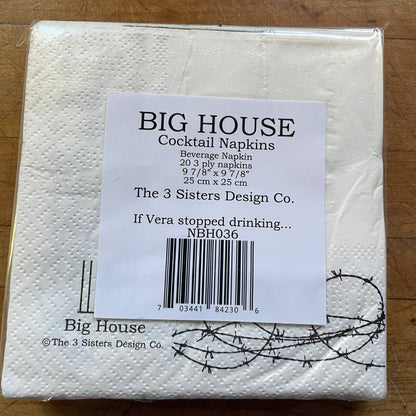 BIG HOUSE
Cocktail Napkins
Beverage Napkin
20 3 ply napkins
9 7/8" x 9 7/8"
25 cm x 25 cm
The 3 Sisters Design Co.
If Vera stopped drinking...
NBH036
7 03441 84230 6
Big House
©The 3 Sisters Design Co.